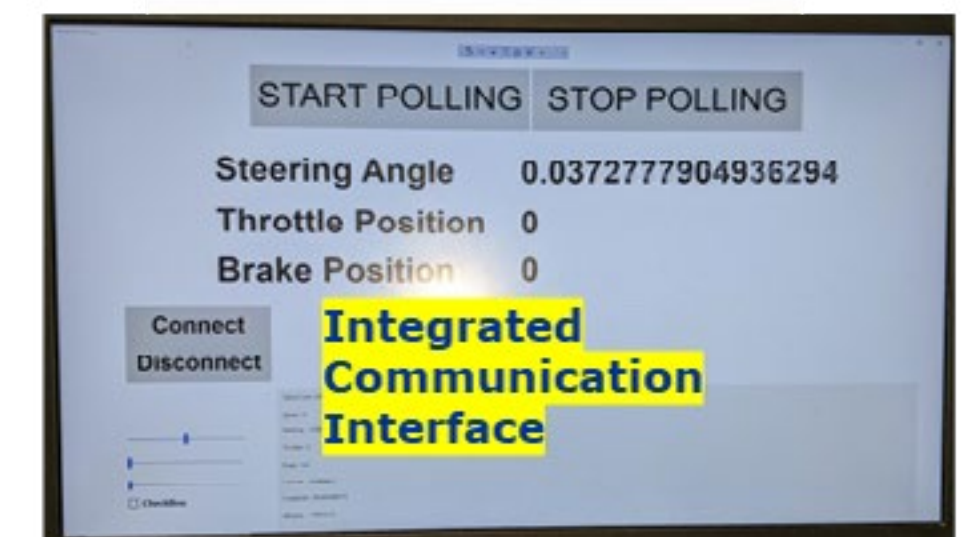 START POLLING STOP POLLING
Steering Angle 0.0372777904936294
Throttle Position 0
Brake Position 0
Connect
Disconnect
Integrated
Communication
Interface
CheckBox